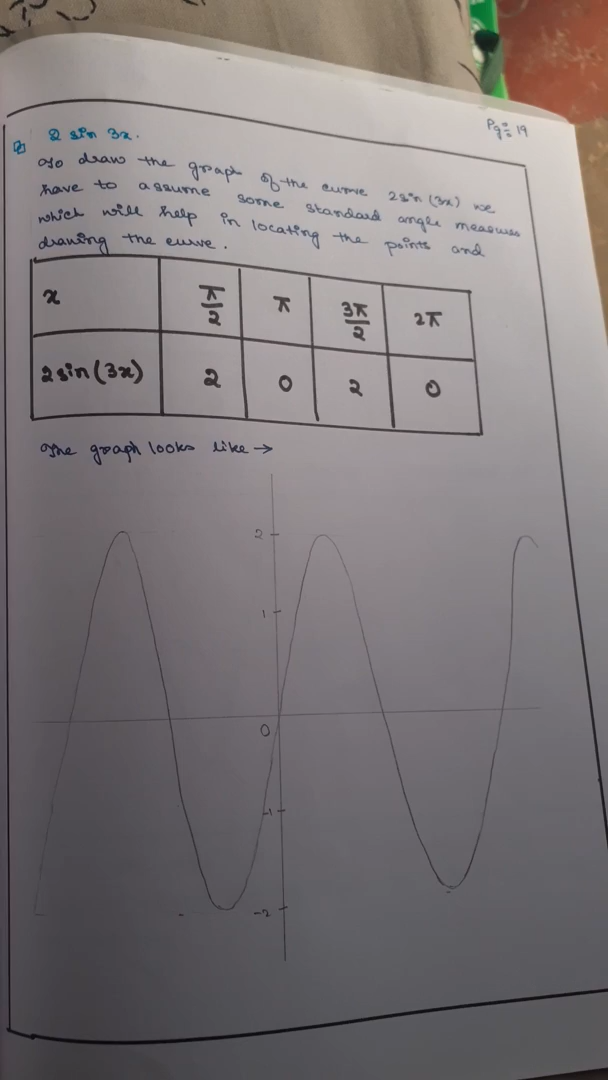 Pg:- 19
2 sin 3x.
To draw the graph of the curve 2sin(3x) we
have to assume some standard angle measures
which will help in locating the points and
drawing the curve.
x π/2 π 3π/2 2π
2sin(3x) 2 0 2 0
The graph looks like →
2
1
0
-1
-2